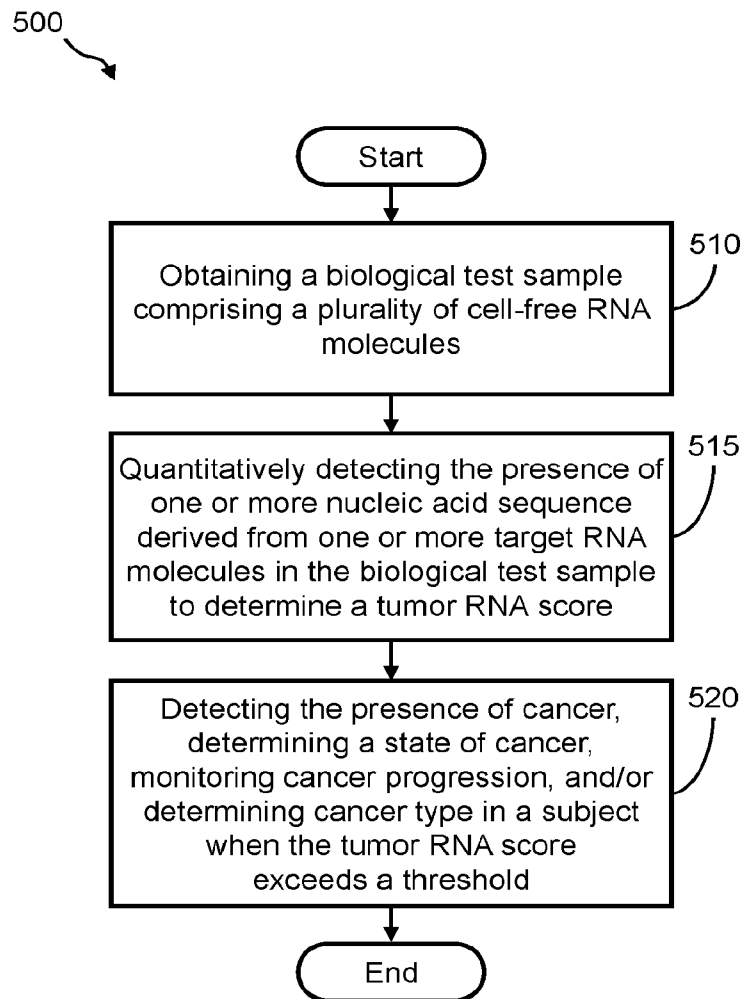 500
Start
510
Obtaining a biological test sample
comprising a plurality of cell-free RNA
molecules
515
Quantitatively detecting the presence of
one or more nucleic acid sequence
derived from one or more target RNA
molecules in the biological test sample
to determine a tumor RNA score
520
Detecting the presence of cancer,
determining a state of cancer,
monitoring cancer progression, and/or
determining cancer type in a subject
when the tumor RNA score
exceeds a threshold
End